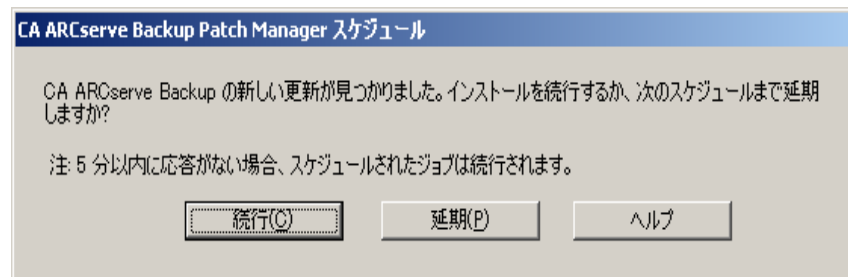 CA ARCserve Backup Patch Manager スケジュール
CA ARCserve Backup の新しい更新が見つかりました。インストールを続行するか、次のスケジュールまで延期
しますか?
注: 5 分以内に応答がない場合、スケジュールされたジョブは続行されます。
続行(C)
延期(P)
ヘルプ